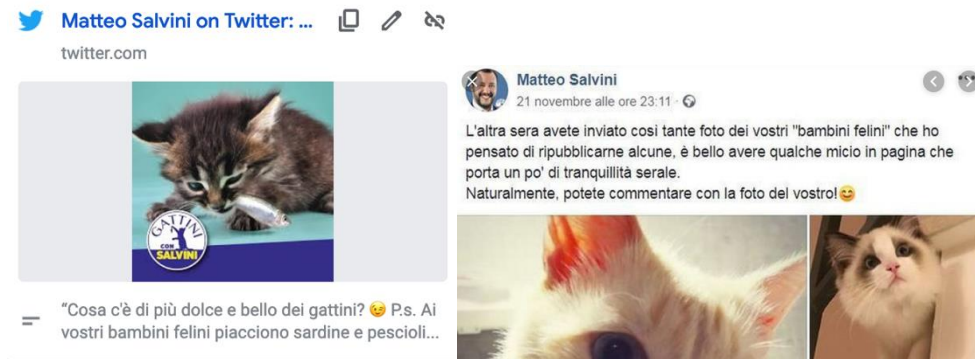 Matteo Salvini on Twitter: ...
twitter.com
GATTINI
CON
SALVINI
“Cosa c'è di più dolce e bello dei gattini? 😉 P.s. Ai
vostri bambini felini piacciono sardine e pescioli...
Matteo Salvini
21 novembre alle ore 23:11 ·
L'altra sera avete inviato così tante foto dei vostri "bambini felini" che ho
pensato di ripubblicarne alcune, è bello avere qualche micio in pagina che
porta un po' di tranquillità serale.
Naturalmente, potete commentare con la foto del vostro!😊